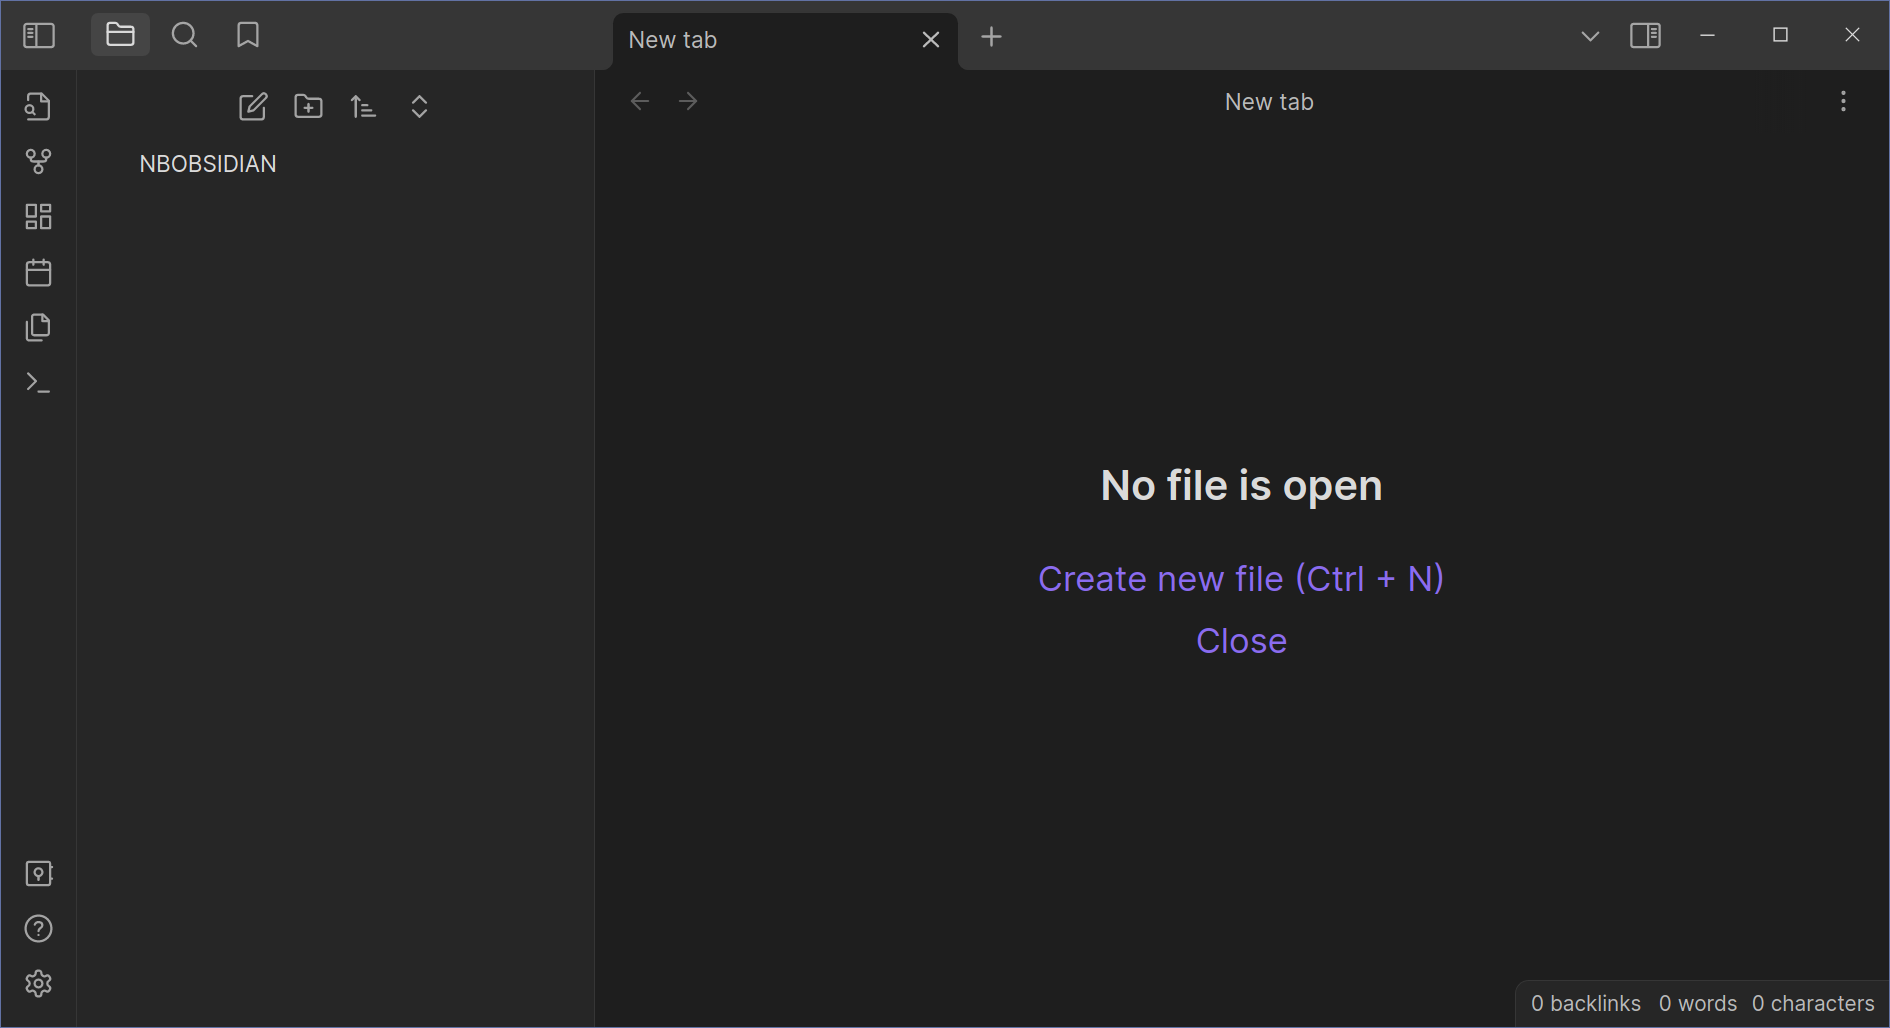 New tab
New tab
NBOBSIDIAN
No file is open
Create new file (Ctrl + N)
Close
0 backlinks 0 words 0 characters